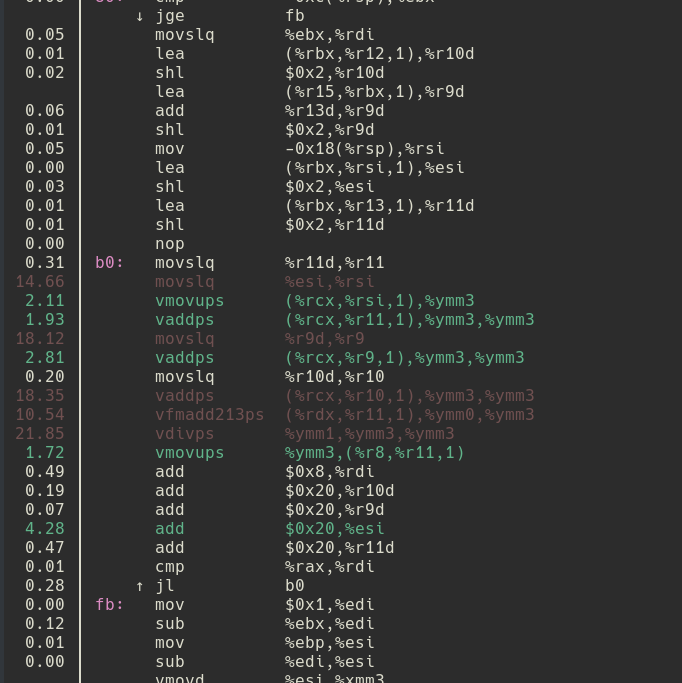 ↓ jge fb
0.05 movslq %ebx,%rdi
0.01 lea (%rbx,%r12,1),%r10d
0.02 shl $0x2,%r10d
lea (%r15,%rbx,1),%r9d
0.06 add %r13d,%r9d
0.01 shl $0x2,%r9d
0.05 mov -0x18(%rsp),%rsi
0.00 lea (%rbx,%rsi,1),%esi
0.03 shl $0x2,%esi
0.01 lea (%rbx,%r13,1),%r11d
0.01 shl $0x2,%r11d
0.00 nop
0.31 b0: movslq %r11d,%r11
14.66 movslq %esi,%rsi
2.11 vmovups (%rcx,%rsi,1),%ymm3
1.93 vaddps (%rcx,%r11,1),%ymm3,%ymm3
18.12 movslq %r9d,%r9
2.81 vaddps (%rcx,%r9,1),%ymm3,%ymm3
0.20 movslq %r10d,%r10
18.35 vaddps (%rcx,%r10,1),%ymm3,%ymm3
10.54 vfmadd213ps (%rdx,%r11,1),%ymm0,%ymm3
21.85 vdivps %ymm1,%ymm3,%ymm3
1.72 vmovups %ymm3,(%r8,%r11,1)
0.49 add $0x8,%rdi
0.19 add $0x20,%r10d
0.07 add $0x20,%r9d
4.28 add $0x20,%esi
0.47 add $0x20,%r11d
0.01 cmp %rax,%rdi
0.28 ↑ jl b0
0.00 fb: mov $0x1,%edi
0.12 sub %ebx,%edi
0.01 mov %ebp,%esi
0.00 sub %edi,%esi
vmovd %esi,%xmm3